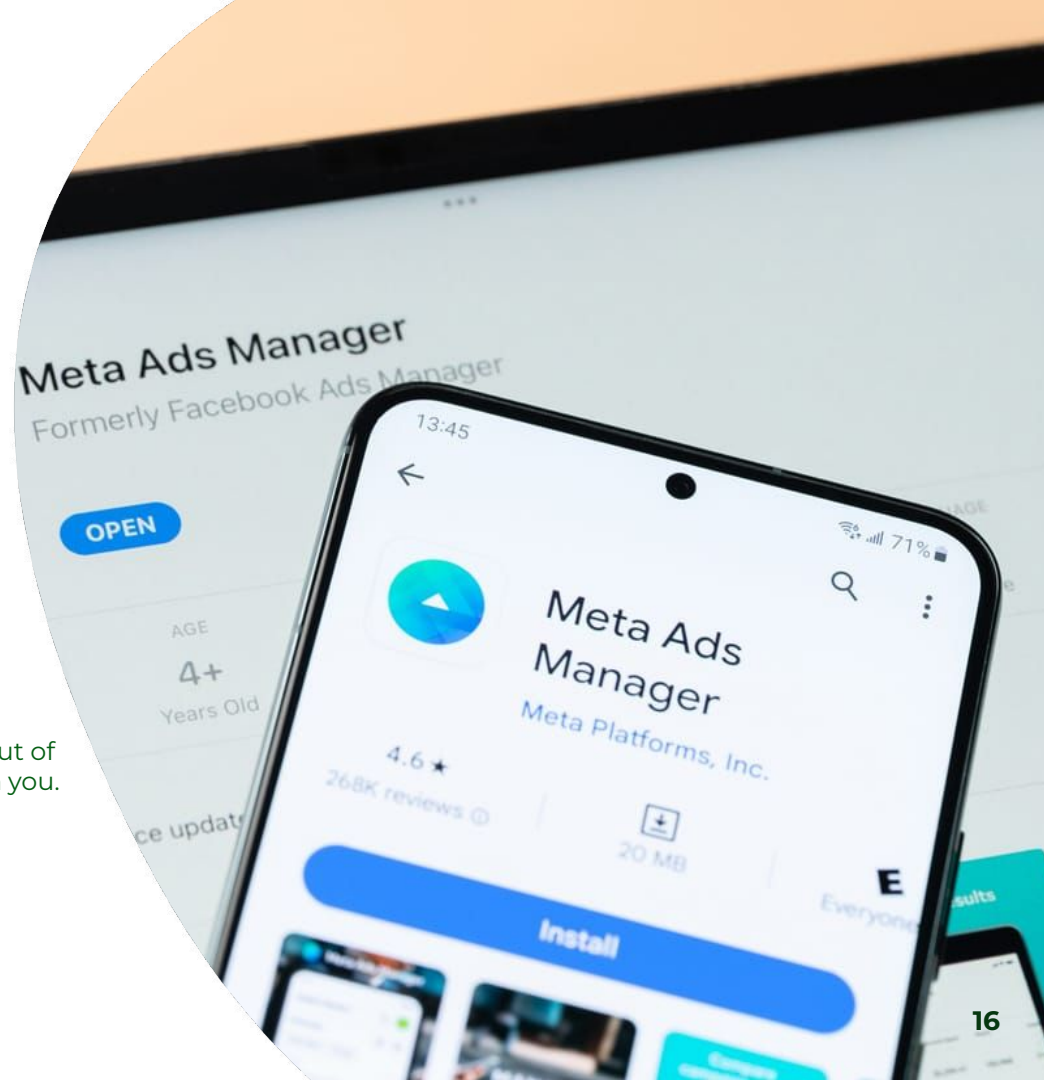 Meta Ads Manager
Formerly Facebook Ads Manager
OPEN
AGE
4+
Years Old
ut of
you.
ce updat
13:45
71%
Meta Ads
Manager
Meta Platforms, Inc.
4.6★
268K reviews
20 MB
E
Everyone
Install
sults
Compare
16